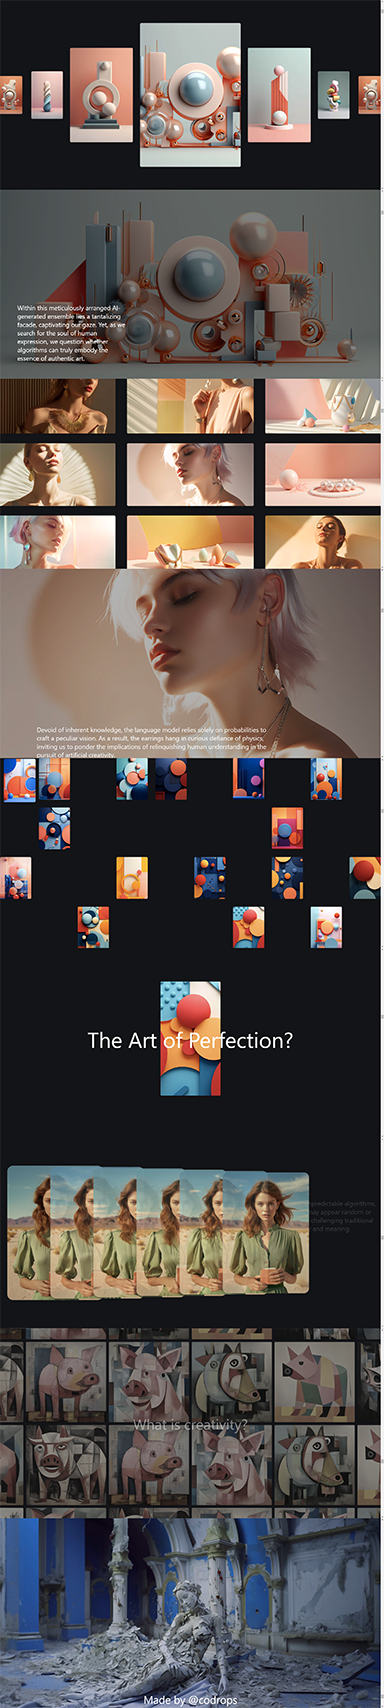 Within this meticulously arranged AI-
generated ensemble lies a tantalizing
facade, captivating our gaze. Yet, as we
search for the soul of human
expression, we question whether
algorithms can truly embody the
essence of authentic art.
Devoid of inherent knowledge, the language model relies solely on probabilities to
craft a peculiar vision. As a result, the earrings hang in curious defiance of physics,
inviting us to ponder the implications of relinquishing human understanding in the
pursuit of artificial creativity.
The Art of Perfection?
predictable algorithms,
may appear random or
challenging traditional
and meaning.
What is creativity?
Made by @codrops